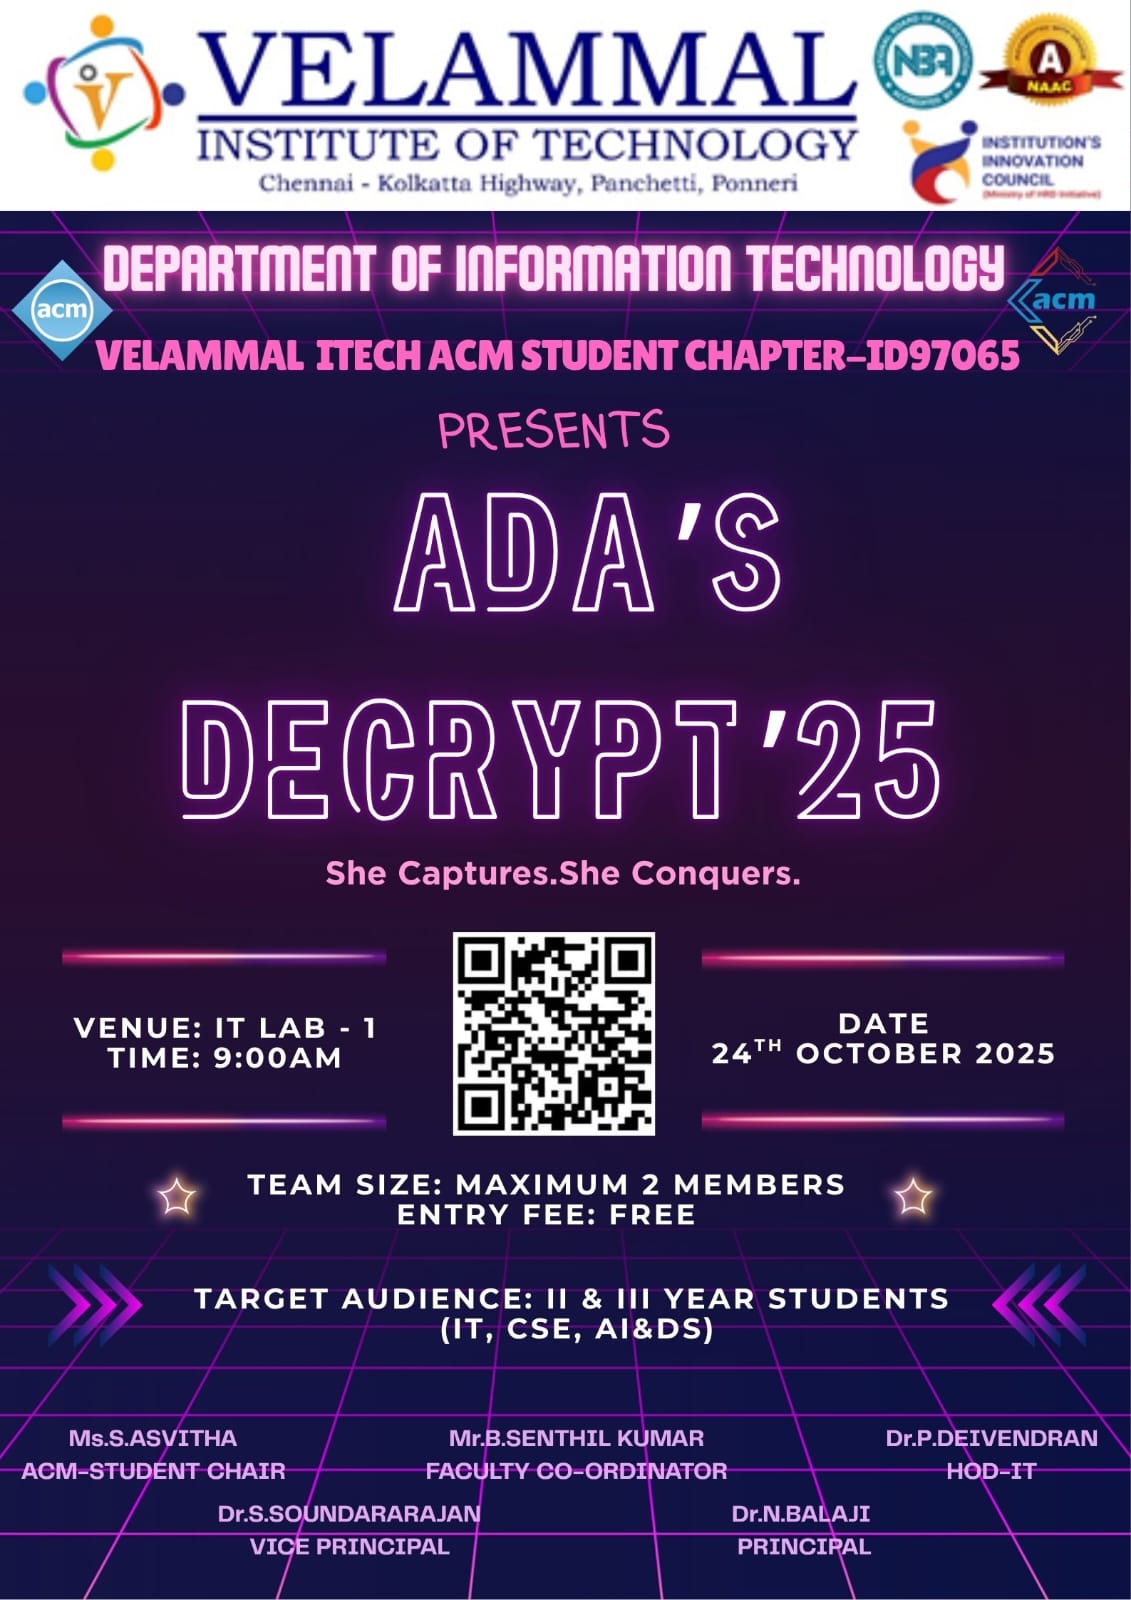 VELAMMAL
INSTITUTE OF TECHNOLOGY
Chennai - Kolkatta Highway, Panchetti, Ponneri
NBA
A
NAAC
INSTITUTION'S
INNOVATION
COUNCIL
(Ministry of HRD Initiative)
DEPARTMENT OF INFORMATION TECHNOLOGY
acm
acm
VELAMMAL ITECH ACM STUDENT CHAPTER-ID97065
PRESENTS
ADA'S
DECRYPT'25
She Captures.She Conquers.
VENUE: IT LAB - 1
TIME: 9:00AM
DATE
24TH OCTOBER 2025
TEAM SIZE: MAXIMUM 2 MEMBERS
ENTRY FEE: FREE
TARGET AUDIENCE: II & III YEAR STUDENTS
(IT, CSE, AI&DS)
Ms.S.ASVITHA
ACM-STUDENT CHAIR
Mr.B.SENTHIL KUMAR
FACULTY CO-ORDINATOR
Dr.P.DEIVENDRAN
HOD-IT
Dr.S.SOUNDARARAJAN
VICE PRINCIPAL
Dr.N.BALAJI
PRINCIPAL